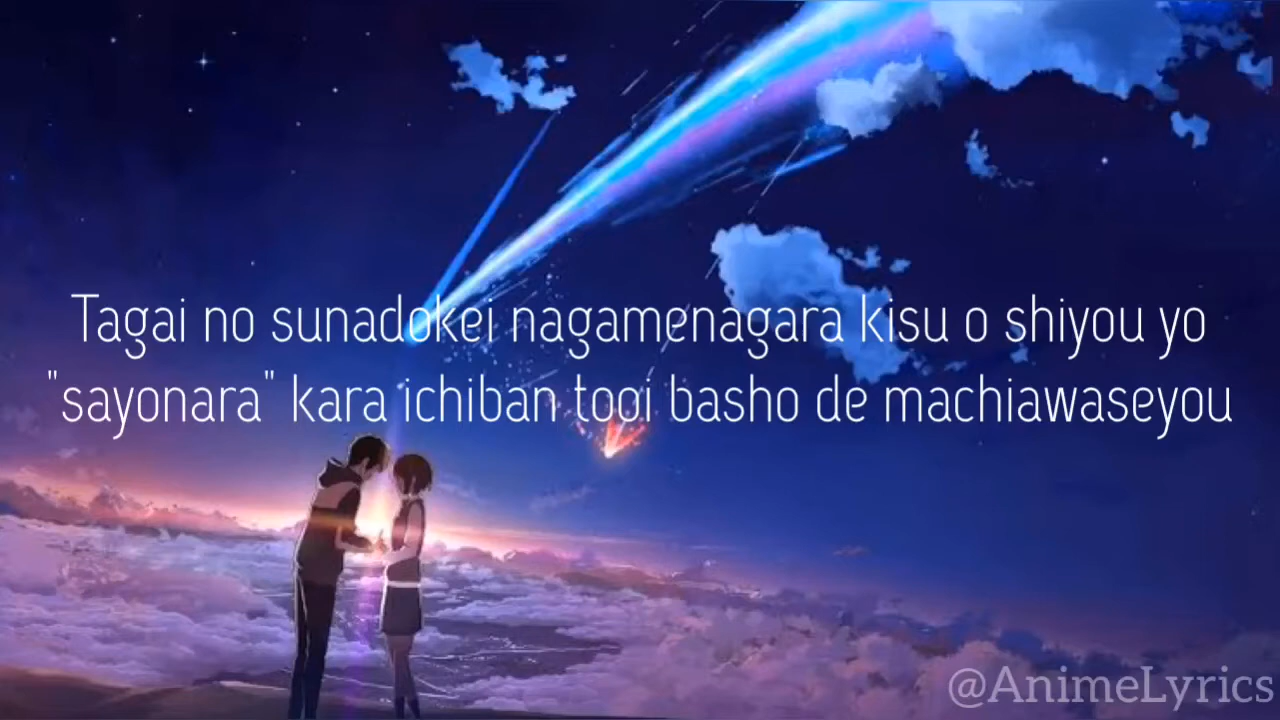 Tagai no sunadokei nagamenagara kisu o shiyou yo
"sayonara" kara ichiban tooi basho de machiawaseyou
@AnimeLyrics